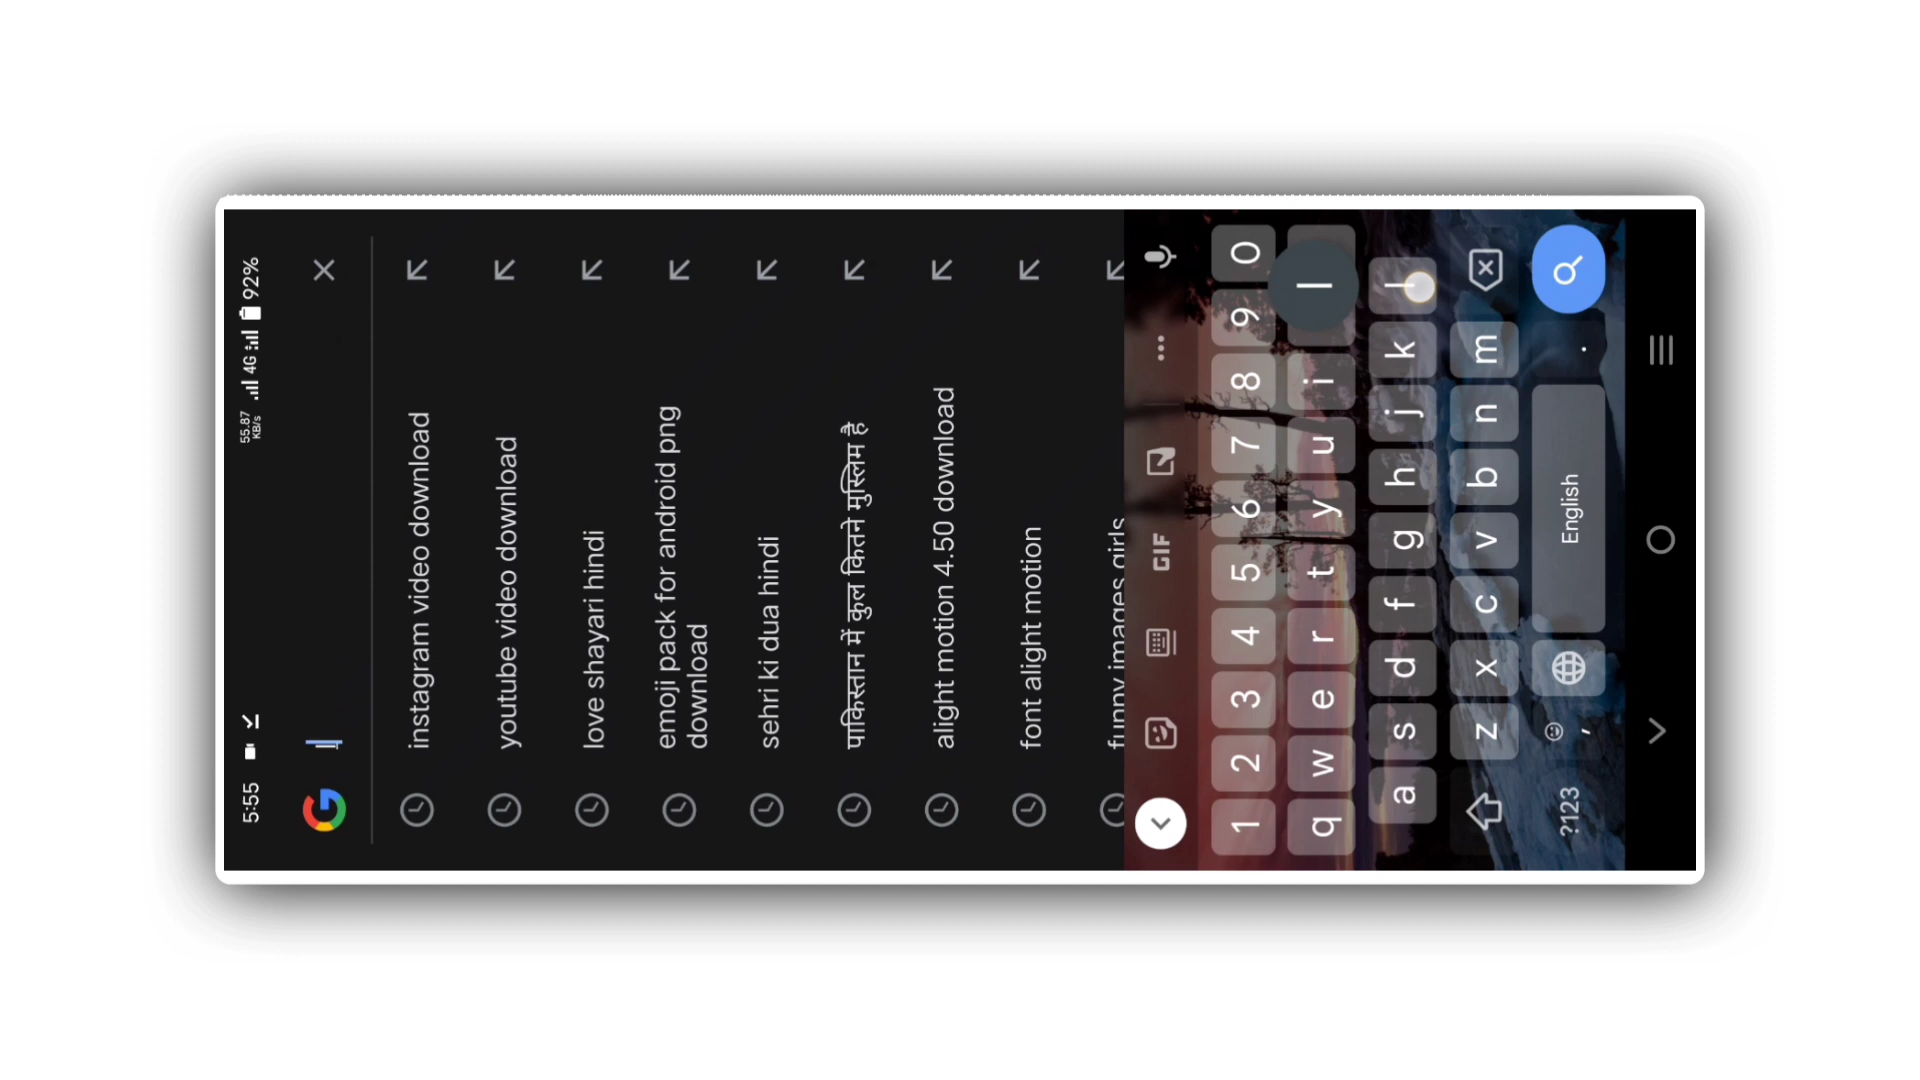 5:55
55.87
KB/s
4G
92%
l
instagram video download
youtube video download
love shayari hindi
emoji pack for android png
download
sehri ki dua hindi
पाकिस्तान में कुल कितने मुस्लिम है
alight motion 4.50 download
font alight motion
funny images girls
GIF
1 2 3 4 5 6 7 8 9 0
q w e r t y u i
l
a s d f g h j k l
z x c v b n m
?123 , English .